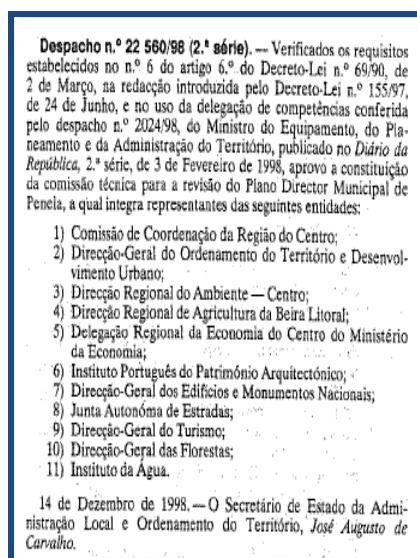 Despacho n.º 22 560/98 (2.ª série). — Verificados os requisitos
estabelecidos no n.º 6 do artigo 6.º do Decreto-Lei n.º 69/90, de
2 de Março, na redacção introduzida pelo Decreto-Lei n.º 155/97,
de 24 de Junho, e no uso da delegação de competências conferida
pelo despacho n.º 2024/98, do Ministro do Equipamento, do Pla-
neamento e da Administração do Território, publicado no Diário da
República, 2.ª série, de 3 de Fevereiro de 1998, aprovo a constituição
da comissão técnica para a revisão do Plano Director Municipal de
Penela, a qual integra representantes das seguintes entidades:
1) Comissão de Coordenação da Região do Centro;
2) Direcção-Geral do Ordenamento do Território e Desenvol-
vimento Urbano;
3) Direcção Regional do Ambiente — Centro;
4) Direcção Regional de Agricultura da Beira Litoral;
5) Delegação Regional da Economia do Centro do Ministério
da Economia;
6) Instituto Português do Património Arquitectónico;
7) Direcção-Geral dos Edifícios e Monumentos Nacionais;
8) Junta Autonóma de Estradas;
9) Direcção-Geral do Turismo;
10) Direcção-Geral das Florestas;
11) Instituto da Água.
14 de Dezembro de 1998. — O Secretário de Estado da Admi-
nistração Local e Ordenamento do Território, José Augusto de
Carvalho.